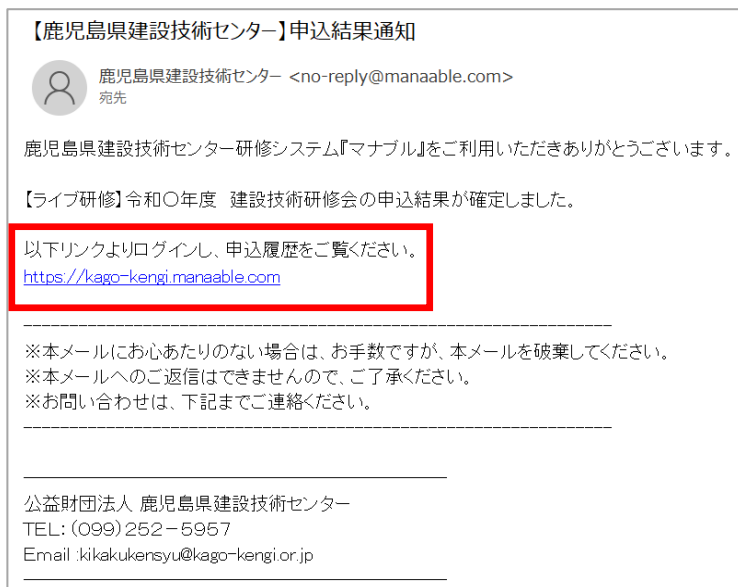 【鹿児島県建設技術センター】申込結果通知
鹿児島県建設技術センター <no-reply@manaable.com>
宛先
鹿児島県建設技術センター研修システム『マナブル』をご利用いただきありがとうございます。
【ライブ研修】令和〇年度　建設技術研修会の申込結果が確定しました。
以下リンクよりログインし、申込履歴をご覧ください。
https://kago-kengi.manaable.com
----------------------------------------------------------------
※本メールにお心あたりのない場合は、お手数ですが、本メールを破棄してください。
※本メールへのご返信はできませんので、ご了承ください。
※お問い合わせは、下記までご連絡ください。
----------------------------------------------------------------
公益財団法人 鹿児島県建設技術センター
TEL：（099）252－5957
Email :kikakukensyu@kago-kengi.or.jp